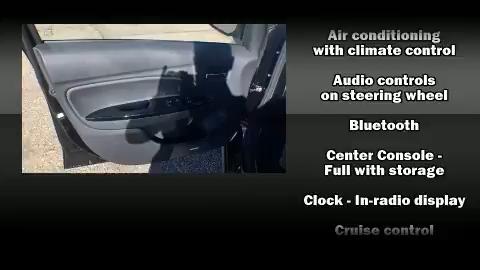 Air conditioning
with climate control
Audio controls
on steering wheel
Bluetooth
Center Console -
Full with storage
Clock - In-radio display
Cruise control